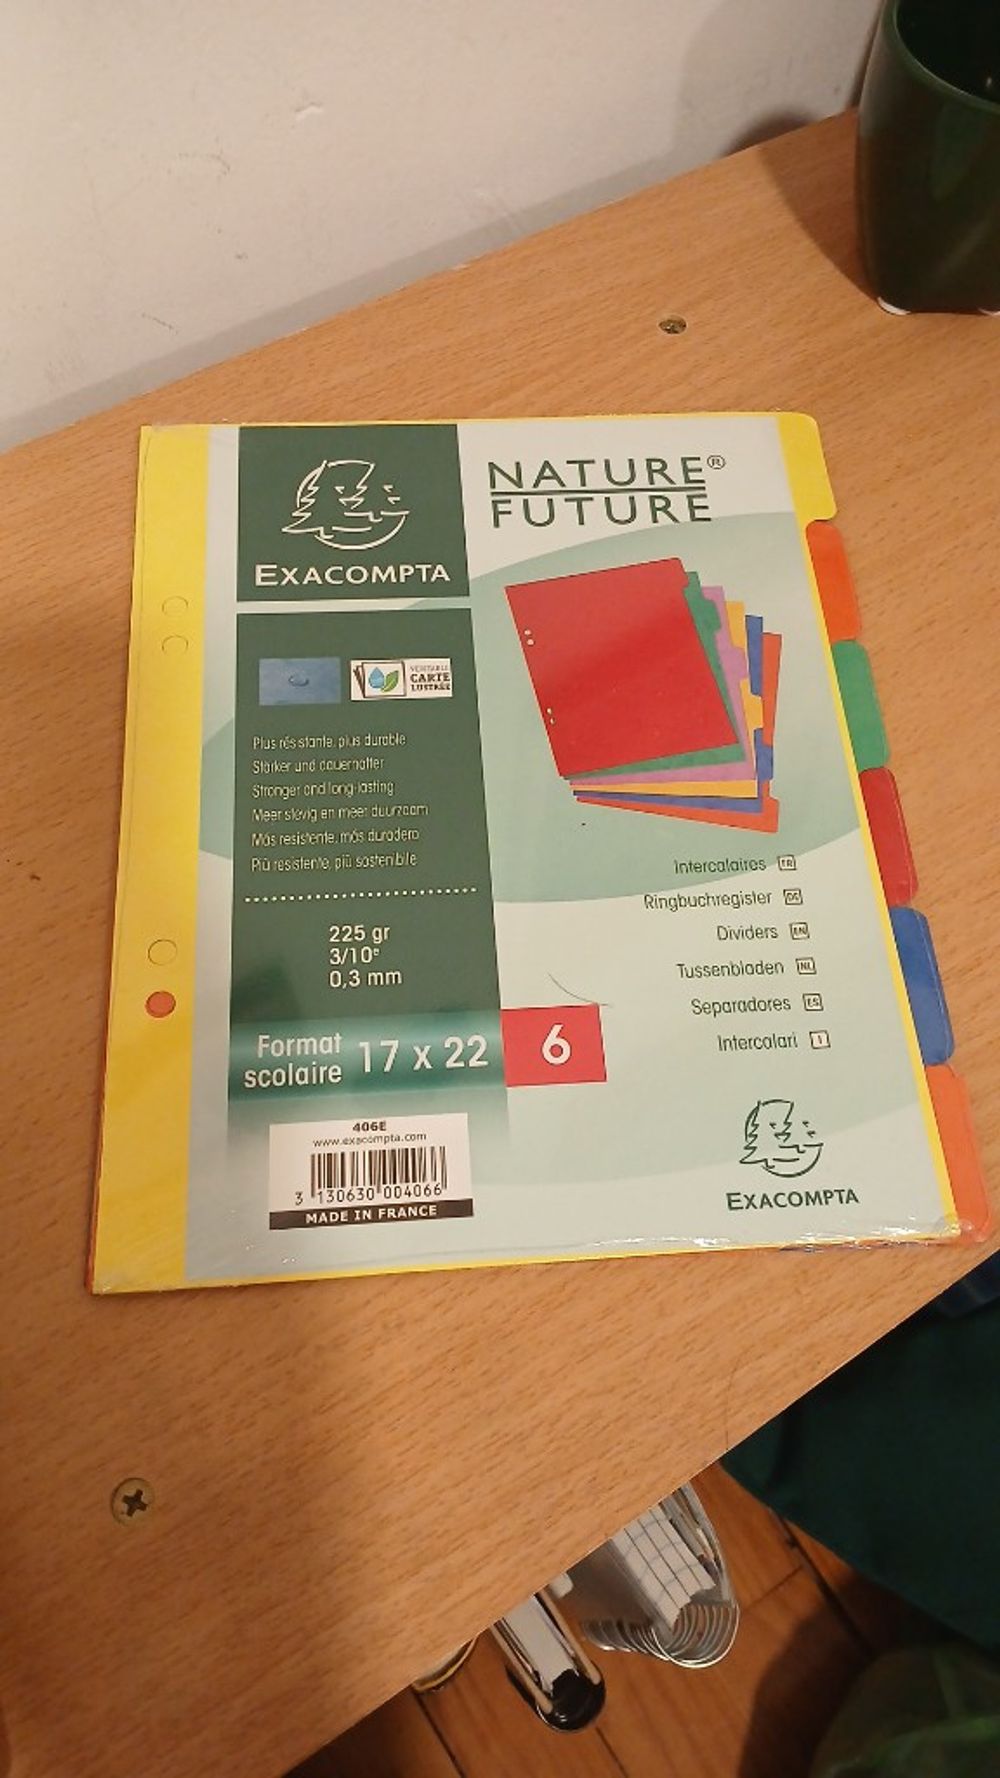 EXACOMPTA
NATURE®
FUTURE
VÉRITABLE
CARTE
LUSTRÉE
Plus résistante, plus durable
Stärker und dauerhafter
Stronger and long-lasting
Meer stevig en meer duurzaam
Más resistente, más duradero
Più resistente, più sostenibile
225 gr
3/10e
0,3 mm
Format
scolaire
17 x 22
6
Intercalaires FR
Ringbuchregister DE
Dividers EN
Tussenbladen NL
Separadores ES
Intercalari I
406E
www.exacompta.com
3 130630 004066
MADE IN FRANCE
EXACOMPTA